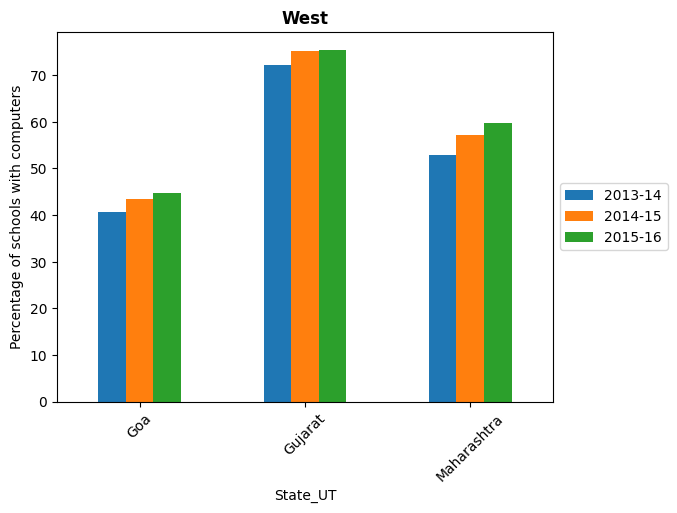 West
Percentage of schools with computers
70
60
50
40
30
20
10
0
Goa
Gujarat
Maharashtra
State_UT
2013-14
2014-15
2015-16